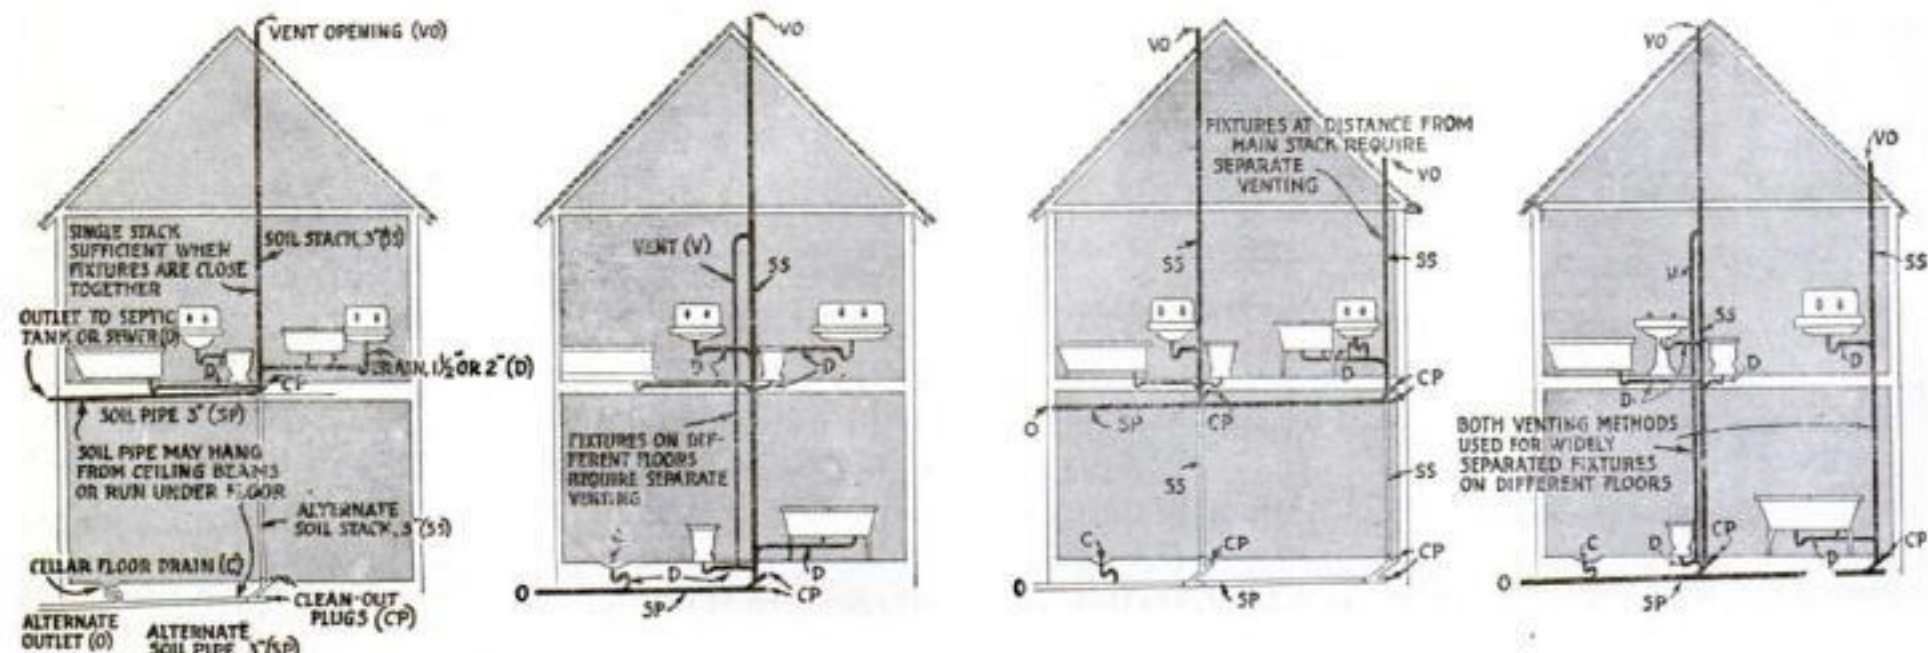 VENT OPENING (VO)
SINGLE STACK
SUFFICIENT WHEN
FIXTURES ARE CLOSE
TOGETHER
SOIL STACK, 3"(SS)
OUTLET TO SEPTIC
TANK OR SEWER(O)
D
DRAIN, 1½" OR 2" (D)
CP
SOIL PIPE 3" (SP)
SOIL PIPE MAY HANG
FROM CEILING BEAMS
OR RUN UNDER FLOOR
ALTERNATE
SOIL STACK, 3"(SS)
CELLAR FLOOR DRAIN (C)
CLEAN-OUT
PLUGS (CP)
ALTERNATE
OUTLET (O)
ALTERNATE
SOIL PIPE 3"(SP)
VO
VENT (V)
SS
D
D
FIXTURES ON DIF-
FERENT FLOORS
REQUIRE SEPARATE
VENTING
C
D
D
O
SP
CP
VO
FIXTURES AT DISTANCE FROM
MAIN STACK REQUIRE
SEPARATE
VENTING
VO
SS
SS
D
CP
O
SP
CP
SS
SS
C
CP
CP
O
SP
VO
VO
V
SS
SS
D
D
D
BOTH VENTING METHODS
USED FOR WIDELY
SEPARATED FIXTURES
ON DIFFERENT FLOORS
C
D
CP
D
CP
O
SP